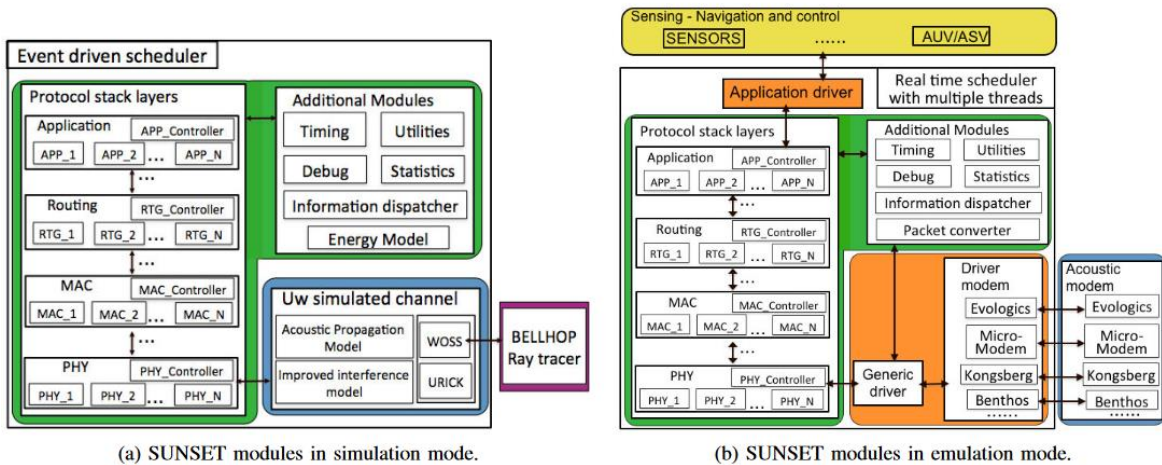 Event driven scheduler
Protocol stack layers
Application
APP_Controller
APP_1 APP_2 ... APP_N
...
Routing
RTG_Controller
RTG_1 RTG_2 ... RTG_N
...
MAC
MAC_Controller
MAC_1 MAC_2 ... MAC_N
...
PHY
PHY_Controller
PHY_1 PHY_2 ... PHY_N
Additional Modules
Timing Utilities
Debug Statistics
Information dispatcher
Energy Model
Uw simulated channel
Acoustic Propagation
Model
Improved interference
model
WOSS
URICK
BELLHOP
Ray tracer
(a) SUNSET modules in simulation mode.
Sensing - Navigation and control
SENSORS ...... AUV/ASV
Application driver
Real time scheduler
with multiple threads
Protocol stack layers
Application
APP_Controller
APP_1 APP_2 ... APP_N
...
Routing
RTG_Controller
RTG_1 RTG_2 ... RTG_N
...
MAC
MAC_Controller
MAC_1 MAC_2 ... MAC_N
...
PHY
PHY_Controller
PHY_1 PHY_2 ... PHY_N
Additional Modules
Timing Utilities
Debug Statistics
Information dispatcher
Packet converter
Generic
driver
Driver
modem
Evologics
Micro-
Modem
Kongsberg
Benthos
......
Acoustic
modem
Evologics
Micro-
Modem
Kongsberg
Benthos
......
(b) SUNSET modules in emulation mode.